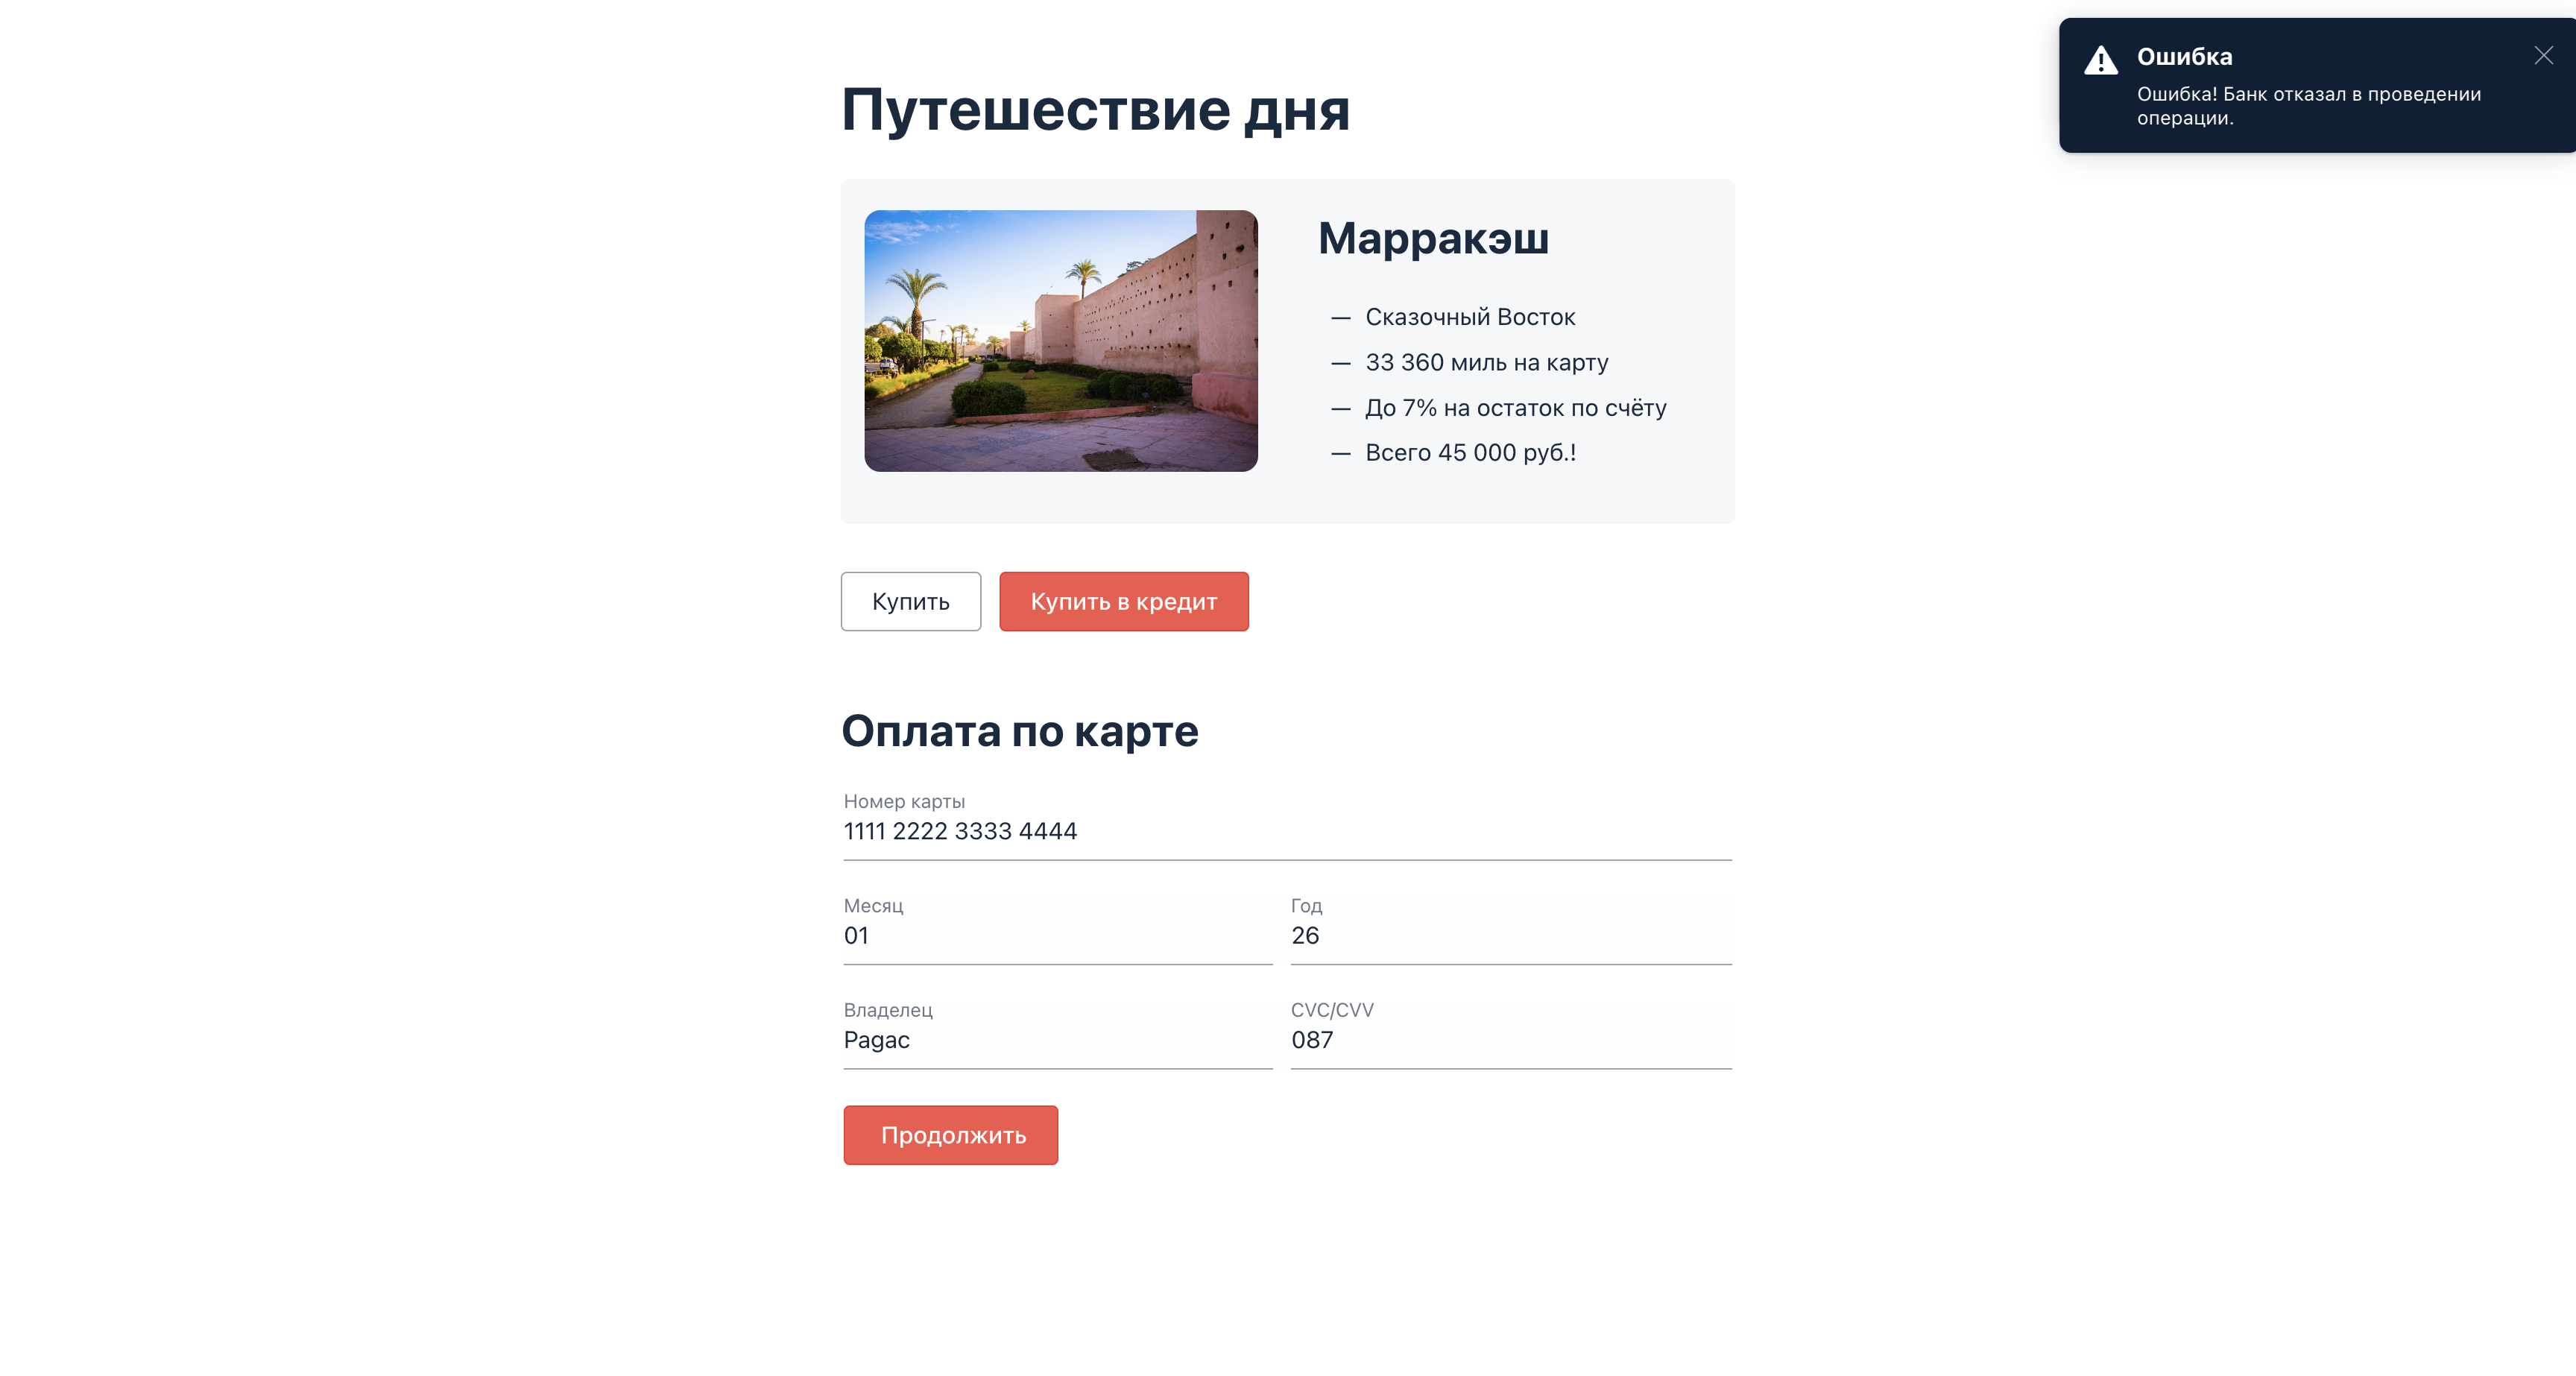 Путешествие дня
Ошибка
Ошибка! Банк отказал в проведении
операции.
Марракэш
— Сказочный Восток
— 33 360 миль на карту
— До 7% на остаток по счёту
— Всего 45 000 руб.!
Купить
Купить в кредит
Оплата по карте
Номер карты
1111 2222 3333 4444
Месяц
01
Год
26
Владелец
Pagac
CVC/CVV
087
Продолжить